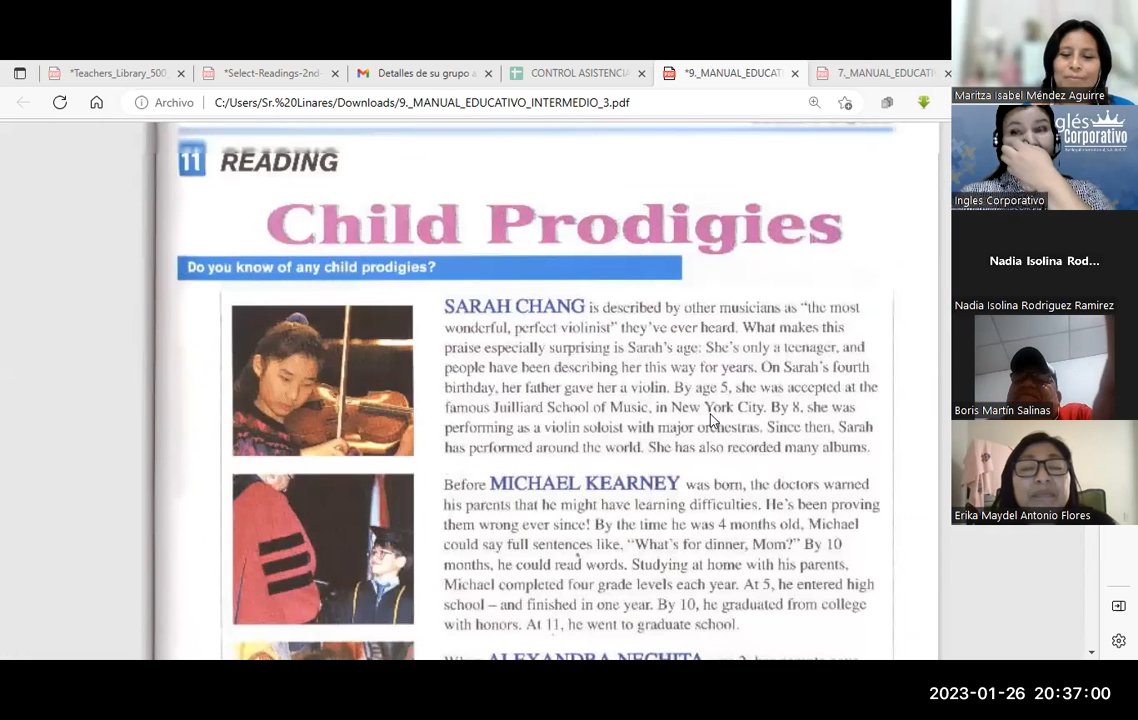 *Teachers_Library_500_
*Select-Readings-2nd-
Detalles de su grupo a
CONTROL ASISTENCIA
*9._MANUAL_EDUCATI
7._MANUAL_EDUCATI
Archivo
C:/Users/Sr.%20Linares/Downloads/9._MANUAL_EDUCATIVO_INTERMEDIO_3.pdf
11 READING
Child Prodigies
Do you know of any child prodigies?
SARAH CHANG is described by other musicians as “the most
wonderful, perfect violinist” they’ve ever heard. What makes this
praise especially surprising is Sarah’s age: She’s only a teenager, and
people have been describing her this way for years. On Sarah’s fourth
birthday, her father gave her a violin. By age 5, she was accepted at the
famous Juilliard School of Music, in New York City. By 8, she was
performing as a violin soloist with major orchestras. Since then, Sarah
has performed around the world. She has also recorded many albums.
Before MICHAEL KEARNEY was born, the doctors warned
his parents that he might have learning difficulties. He’s been proving
them wrong ever since! By the time he was 4 months old, Michael
could say full sentences like, “What’s for dinner, Mom?” By 10
months, he could read words. Studying at home with his parents,
Michael completed four grade levels each year. At 5, he entered high
school – and finished in one year. By 10, he graduated from college
with honors. At 11, he went to graduate school.
ALEXANDRA NECHITA
Maritza Isabel Méndez Aguirre
glés
Corporativo
Ingles Corporativo
Nadia Isolina Rod...
Nadia Isolina Rodriguez Ramirez
Boris Martín Salinas
Erika Maydel Antonio Flores
2023-01-26 20:37:00